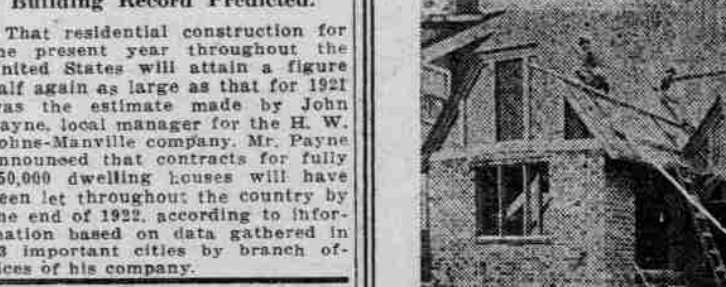 Building Record Predicted.
That residential construction for
the present year throughout the
United States will attain a figure
half again as large as that for 1921
was the estimate made by John
Payne, local manager for the H. W.
Johns-Manville company. Mr. Payne
announced that contracts for fully
50,000 dwelling houses will have
been let throughout the country by
the end of 1922, according to infor-
mation based on data gathered in
3 important cities by branch of-
fices of his company.